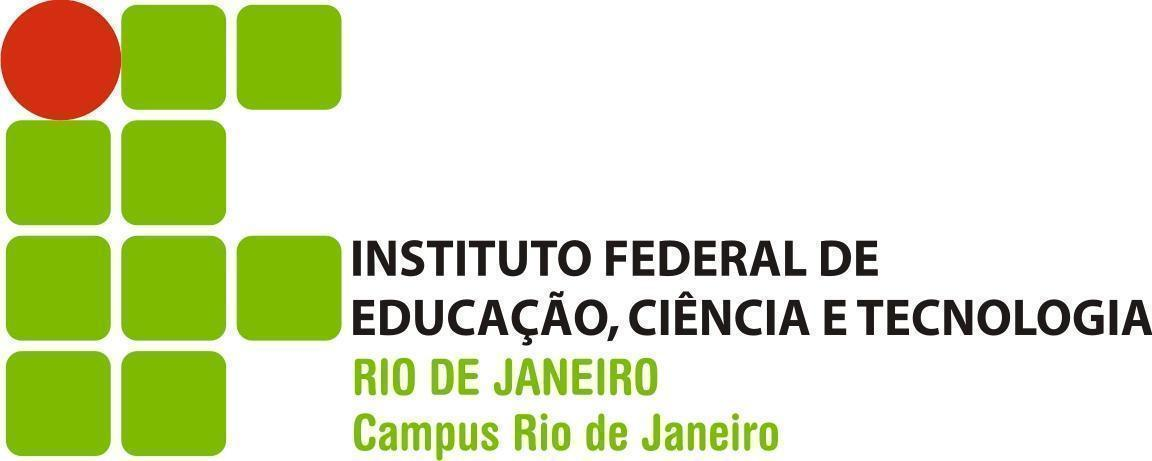 INSTITUTO FEDERAL DE
EDUCAÇÃO, CIÊNCIA E TECNOLOGIA
RIO DE JANEIRO
Campus Rio de Janeiro